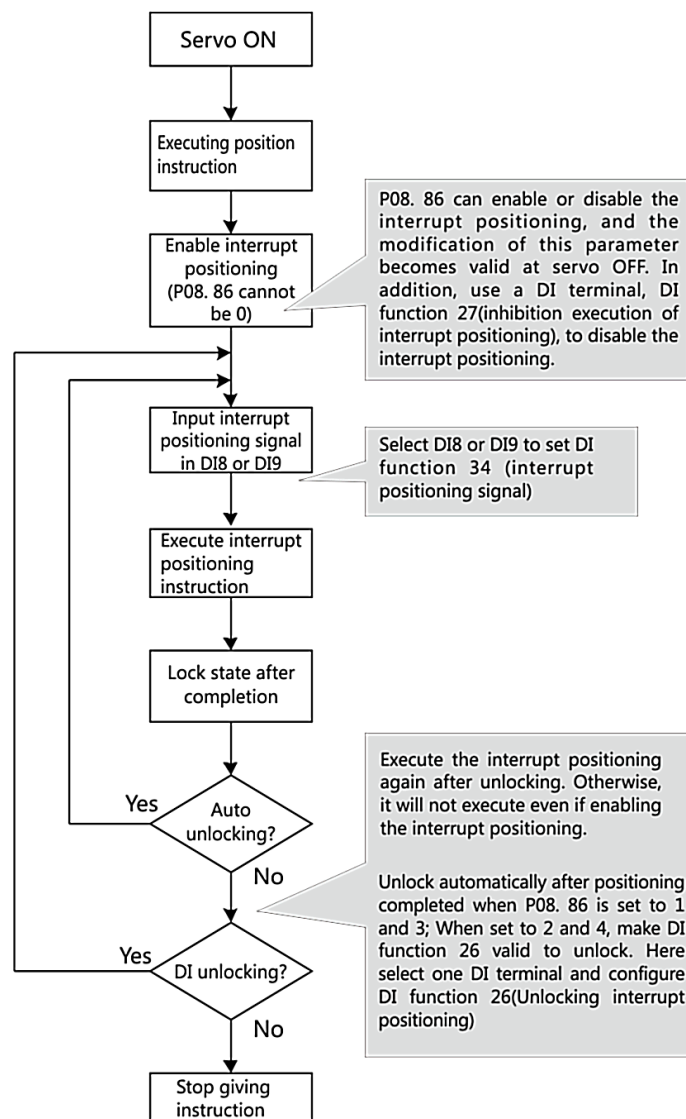 Servo ON
Executing position
instruction
Enable interrupt
positioning
(P08. 86 cannot
be 0)
P08. 86 can enable or disable the
interrupt positioning, and the
modification of this parameter
becomes valid at servo OFF. In
addition, use a DI terminal, DI
function 27(inhibition execution of
interrupt positioning), to disable the
interrupt positioning.
Input interrupt
positioning signal
in DI8 or DI9
Select DI8 or DI9 to set DI
function 34 (interrupt
positioning signal)
Execute interrupt
positioning
instruction
Lock state after
completion
Yes
Auto
unlocking?
No
Execute the interrupt positioning
again after unlocking. Otherwise,
it will not execute even if enabling
the interrupt positioning.
Unlock automatically after positioning
completed when P08. 86 is set to 1
and 3; When set to 2 and 4, make DI
function 26 valid to unlock. Here
select one DI terminal and configure
DI function 26(Unlocking interrupt
positioning)
Yes
DI unlocking?
No
Stop giving
instruction